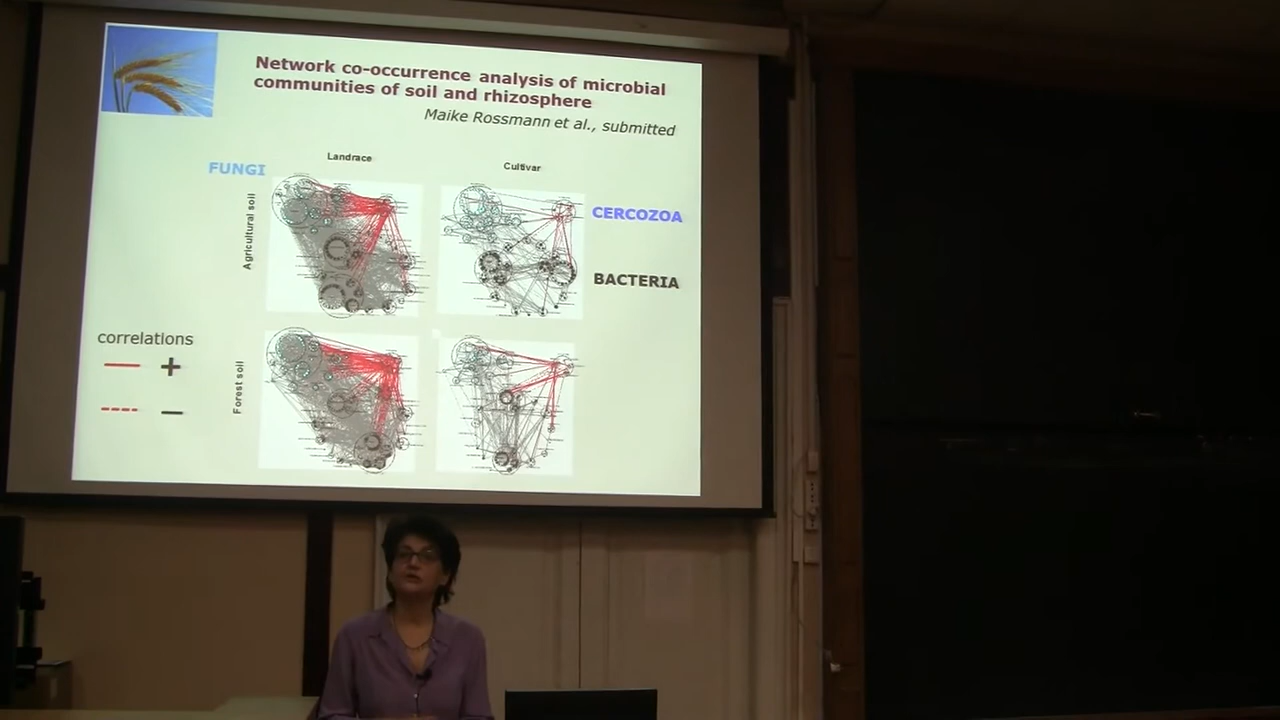 Network co-occurrence analysis of microbial
communities of soil and rhizosphere
Maike Rossmann et al., submitted
Landrace
Cultivar
FUNGI
Agricultural soil
CERCOZOA
BACTERIA
correlations
+
−
Forest soil